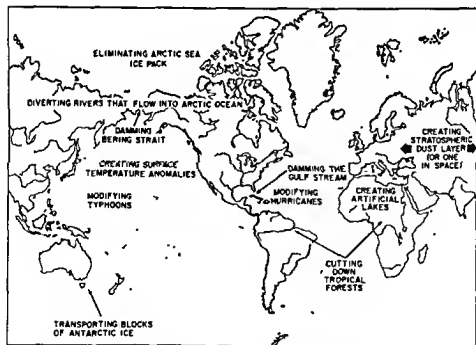 ELIMINATING ARCTIC SEA
ICE PACK
DIVERTING RIVERS THAT FLOW INTO ARCTIC OCEAN
DAMMING
BERING STRAIT
CREATING SURFACE
TEMPERATURE ANOMALIES
MODIFYING
TYPHOONS
DAMMING THE
GULF STREAM
MODIFYING
HURRICANES
CREATING
ARTIFICIAL
LAKES
CREATING
STRATOSPHERIC
DUST LAYER
(OR ONE
IN SPACE)
CUTTING
DOWN
TROPICAL
FORESTS
TRANSPORTING BLOCKS
OF ANTARCTIC ICE